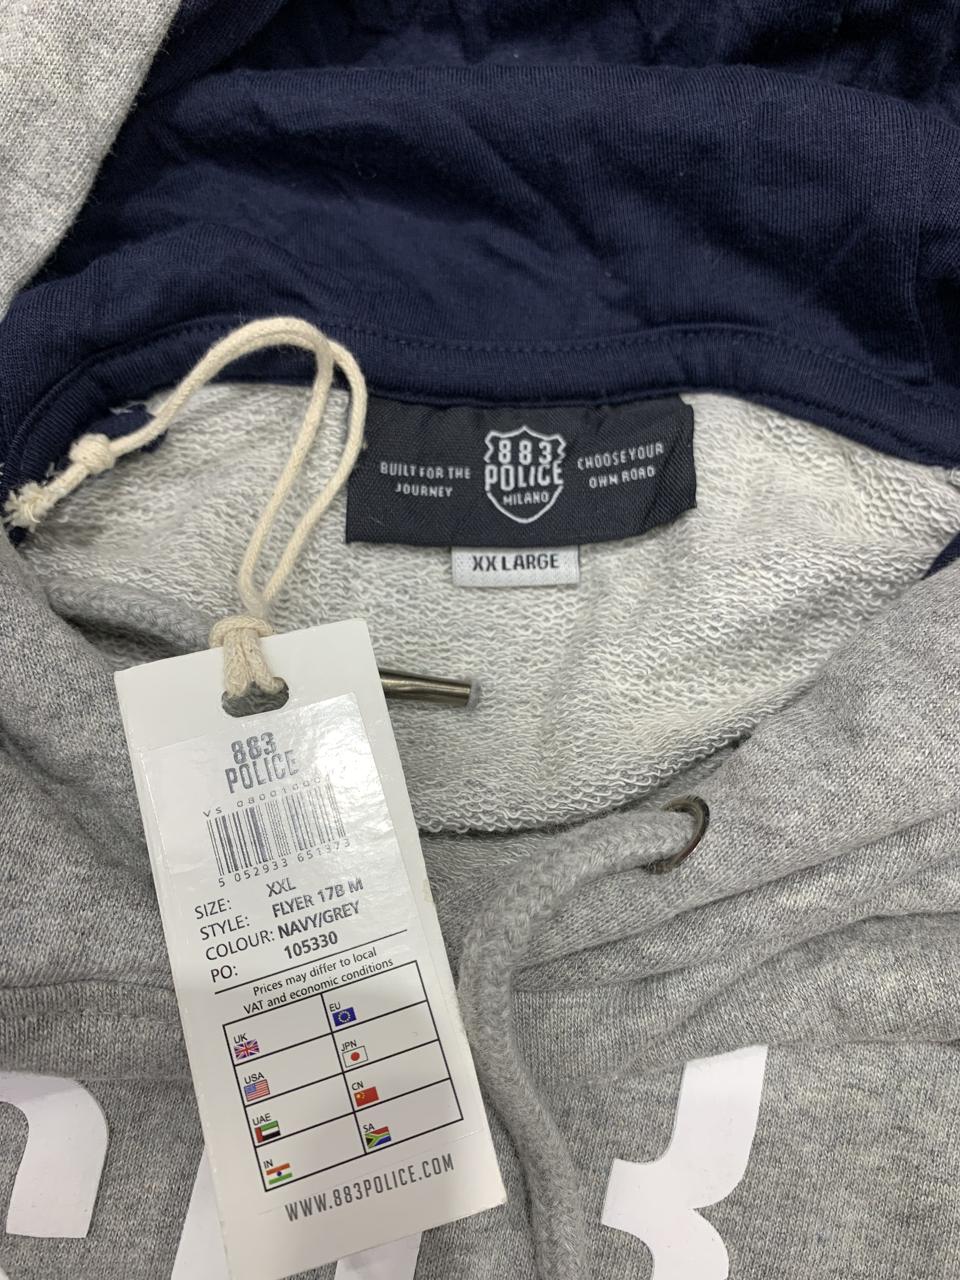 BUILT FOR THE
JOURNEY
883
POLICE
MILANO
CHOOSE YOUR
OWN ROAD
XX LARGE
883
POLICE
5 052933 651373
SIZE: XXL
STYLE: FLYER 17B M
COLOUR: NAVY/GREY
PO: 105330
Prices may differ to local
VAT and economic conditions
UK
EU
USA
JPN
UAE
CN
IN
SA
WWW.883POLICE.COM